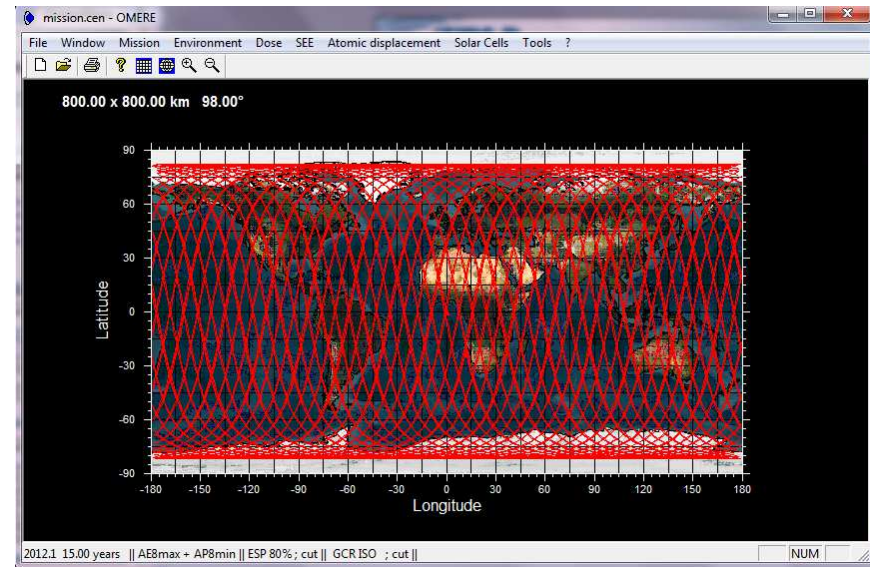 mission.cen - OMERE
File Window Mission Environment Dose SEE Atomic displacement Solar Cells Tools ?
800.00 x 800.00 km 98.00°
90
60
30
0
-30
-60
-90
Latitude
-180 -150 -120 -90 -60 -30 0 30 60 90 120 150 180
Longitude
2012.1 15.00 years || AE8max + AP8min || ESP 80% ; cut || GCR ISO ; cut ||
NUM